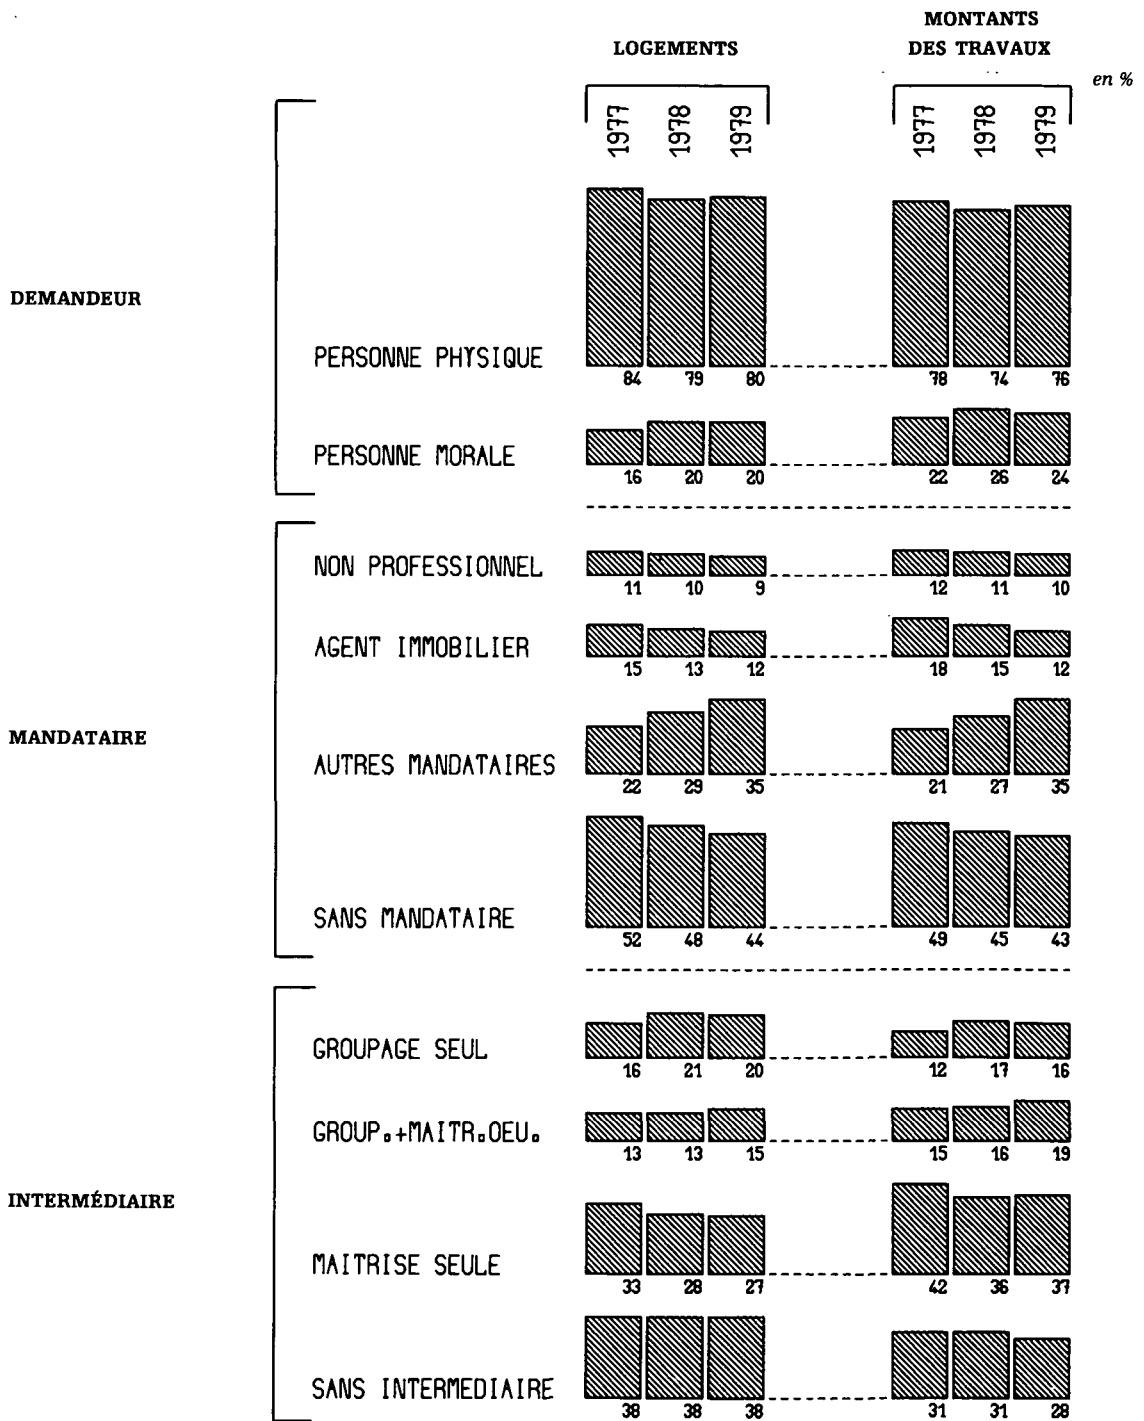 MONTANTS
LOGEMENTS DES TRAVAUX
en %
1977 1978 1979 1977 1978 1979
DEMANDEUR
PERSONNE PHYSIQUE
84 79 80 78 74 76
PERSONNE MORALE
16 20 20 22 26 24
NON PROFESSIONNEL
11 10 9 12 11 10
AGENT IMMOBILIER
15 13 12 18 15 12
MANDATAIRE
AUTRES MANDATAIRES
22 29 35 21 27 35
SANS MANDATAIRE
52 48 44 49 45 43
GROUPAGE SEUL
16 21 20 12 17 16
GROUP.+MAITR.OEU.
13 13 15 15 16 19
INTERMÉDIAIRE
MAITRISE SEULE
33 28 27 42 36 37
SANS INTERMEDIAIRE
38 38 38 31 31 28